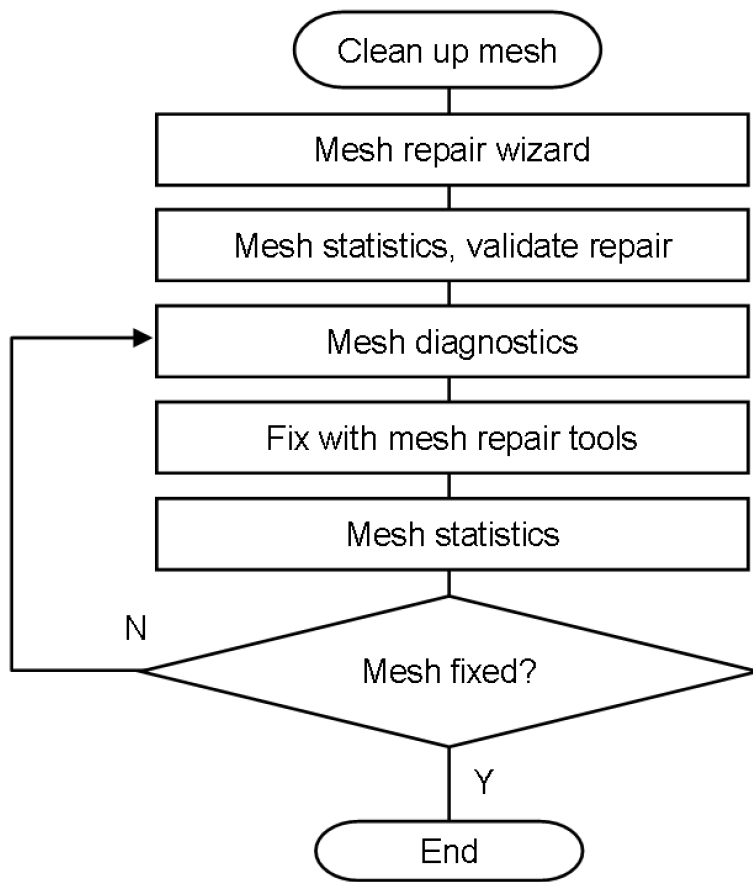 Clean up mesh
Mesh repair wizard
Mesh statistics, validate repair
Mesh diagnostics
Fix with mesh repair tools
Mesh statistics
N
Mesh fixed?
Y
End